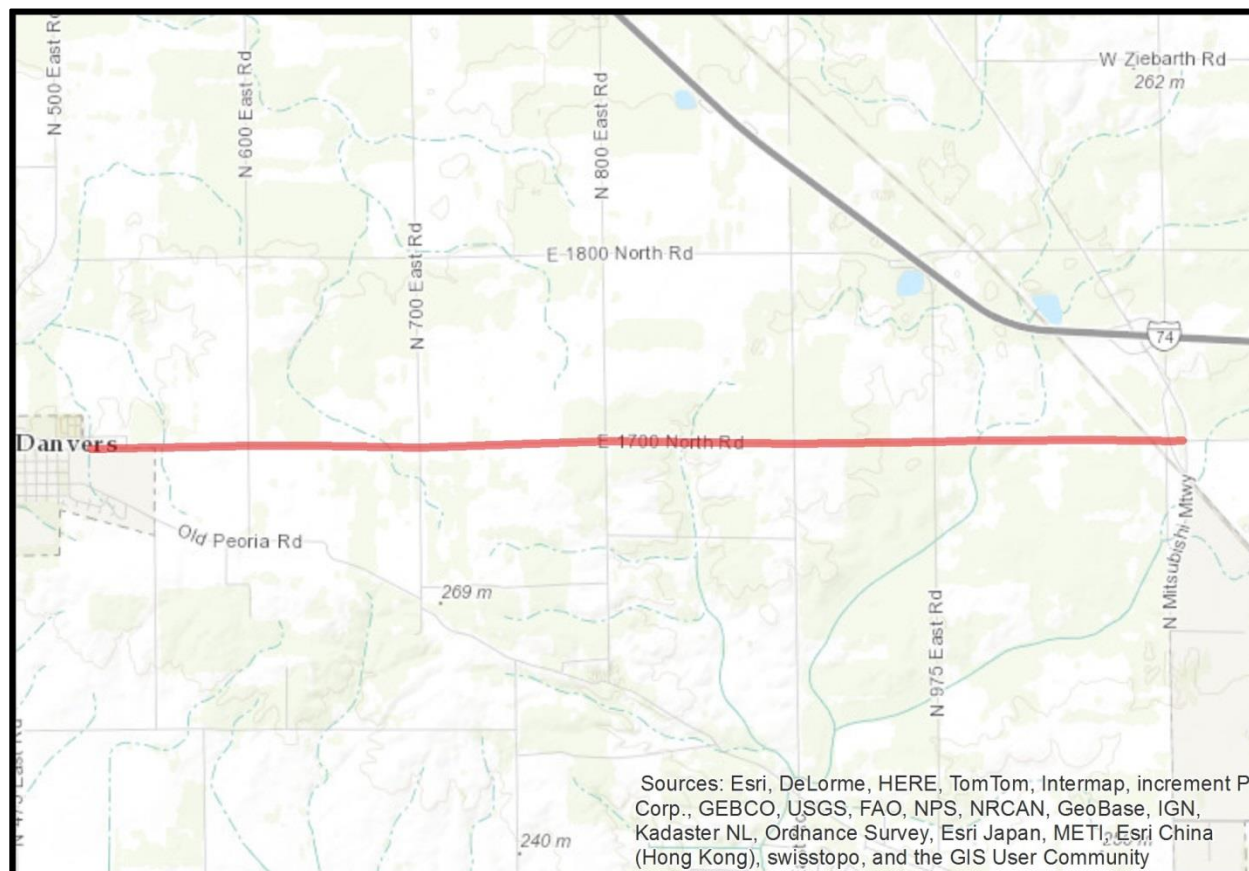 N 500 East Rd
N 600 East Rd
N 800 East Rd
W Ziebarth Rd
262 m
N 700 East Rd
E 1800 North Rd
74
Danvers
E 1700 North Rd
Old Peoria Rd
N Mitsubishi Mtwy
269 m
N 975 East Rd
N 475 East Rd
240 m
Sources: Esri, DeLorme, HERE, TomTom, Intermap, increment P
Corp., GEBCO, USGS, FAO, NPS, NRCAN, GeoBase, IGN,
Kadaster NL, Ordnance Survey, Esri Japan, METI, Esri China
(Hong Kong), swisstopo, and the GIS User Community